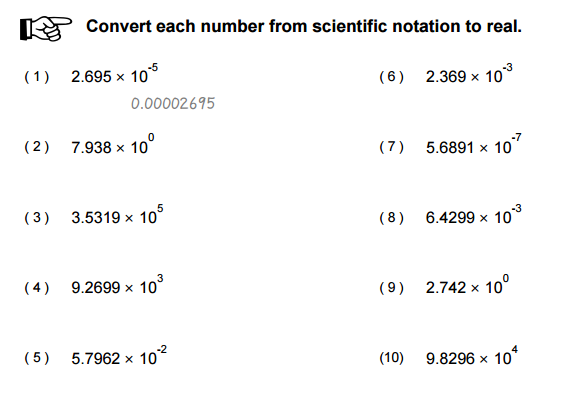 Convert each number from scientific notation to real.
(1) 2.695 × 10⁻⁵
0.00002695
(2) 7.938 × 10⁰
(3) 3.5319 × 10⁵
(4) 9.2699 × 10³
(5) 5.7962 × 10⁻²
(6) 2.369 × 10⁻³
(7) 5.6891 × 10⁻⁷
(8) 6.4299 × 10⁻³
(9) 2.742 × 10⁰
(10) 9.8296 × 10⁴